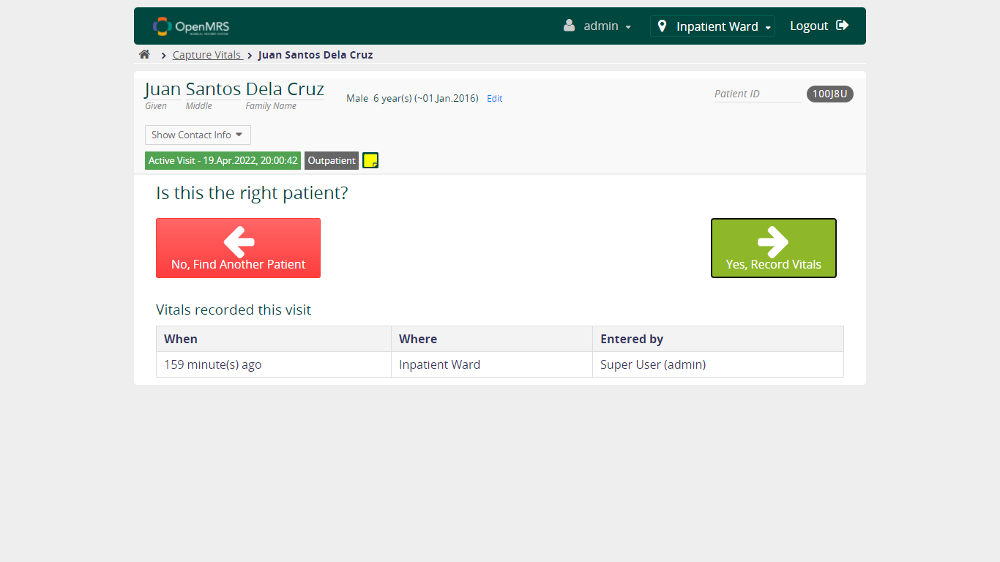 OpenMRS
admin
Inpatient Ward
Logout
Capture Vitals
Juan Santos Dela Cruz
Juan Santos Dela Cruz
Given Middle Family Name
Male 6 year(s) (~01.Jan.2016) Edit
Patient ID 100J8U
Show Contact Info
Active Visit - 19.Apr.2022, 20:00:42 Outpatient
Is this the right patient?
No, Find Another Patient
Yes, Record Vitals
Vitals recorded this visit
When Where Entered by
159 minute(s) ago Inpatient Ward Super User (admin)